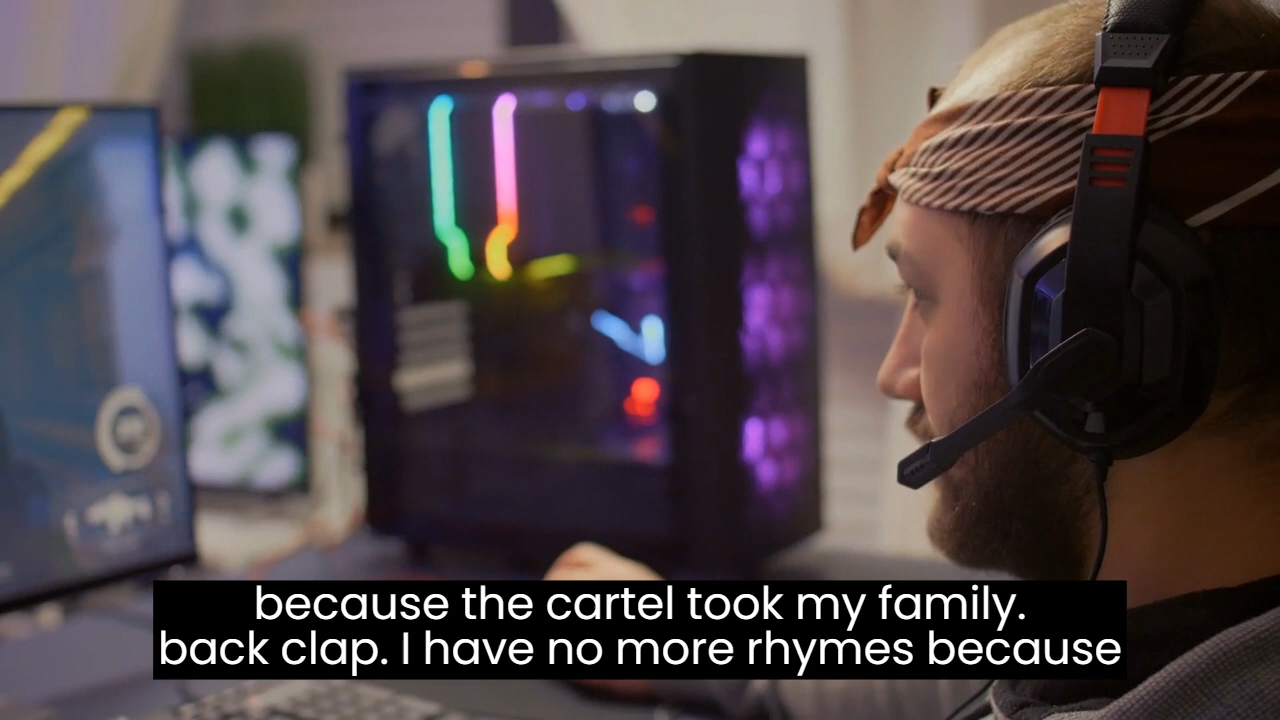 because the cartel took my family.
back clap. I have no more rhymes because